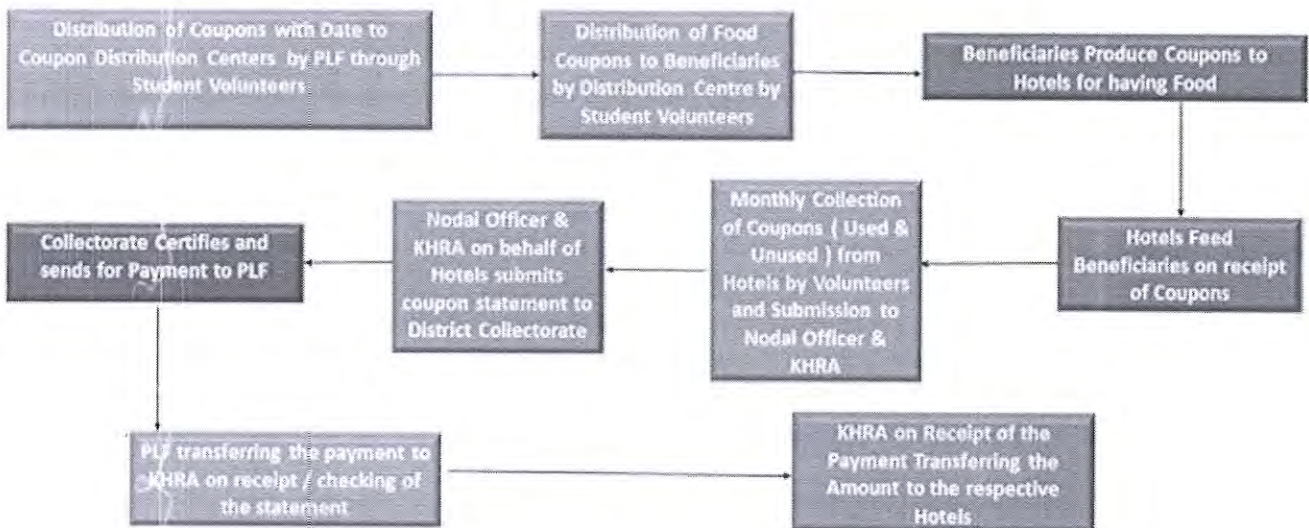 Distribution of Coupons with Date to
Coupon Distribution Centers by PLF through
Student Volunteers
Distribution of Food
Coupons to Beneficiaries
by Distribution Centre by
Student Volunteers
Beneficiaries Produce Coupons to
Hotels for having Food
Hotels Feed
Beneficiaries on receipt
of Coupons
Monthly Collection
of Coupons ( Used &
Unused ) from
Hotels by Volunteers
and Submission to
Nodal Officer &
KHRA
Nodal Officer &
KHRA on behalf of
Hotels submits
coupon statement to
District Collectorate
Collectorate Certifies and
sends for Payment to PLF
PLF transferring the payment to
KHRA on receipt / checking of
the statement
KHRA on Receipt of the
Payment Transferring the
Amount to the respective
Hotels